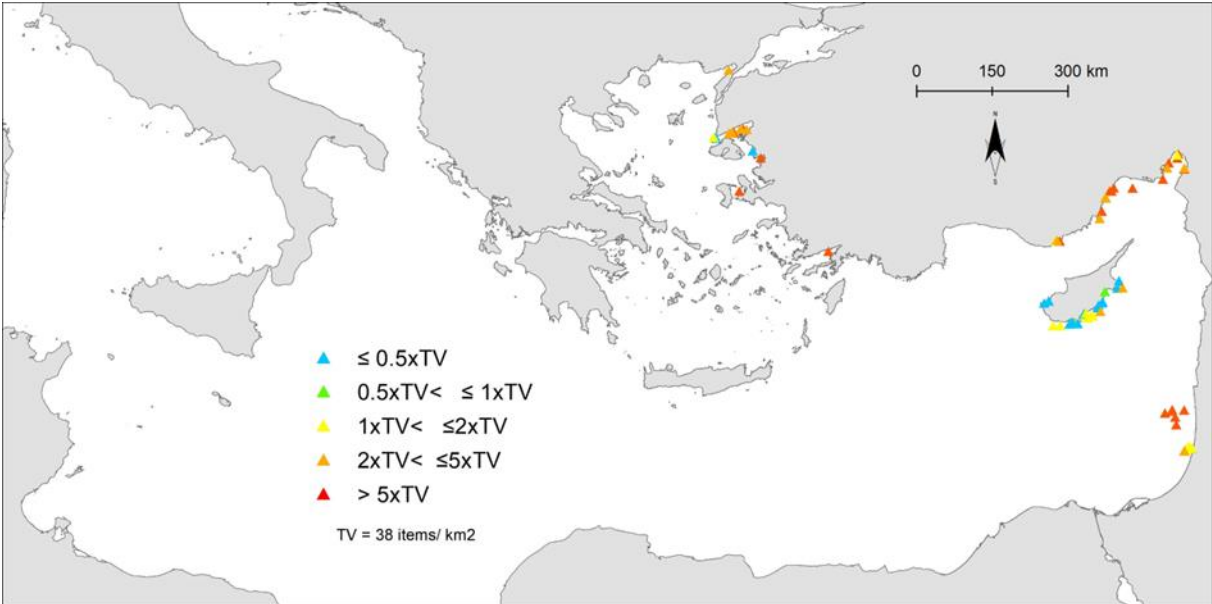 0 150 300 km
N
S
≤ 0.5xTV
0.5xTV< ≤ 1xTV
1xTV< ≤2xTV
2xTV< ≤5xTV
> 5xTV
TV = 38 items/ km2